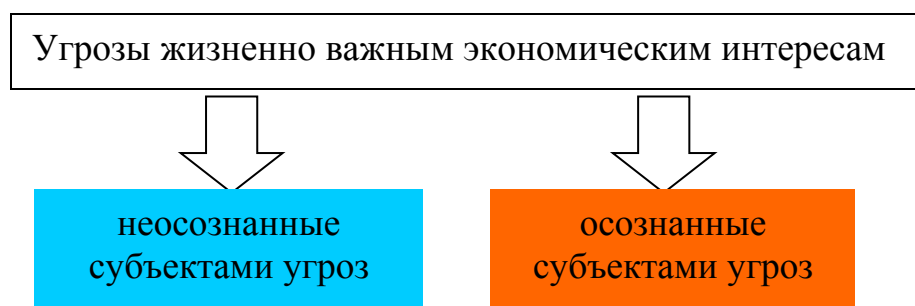 Угрозы жизненно важным экономическим интересам
неосознанные
субъектами угроз
осознанные
субъектами угроз